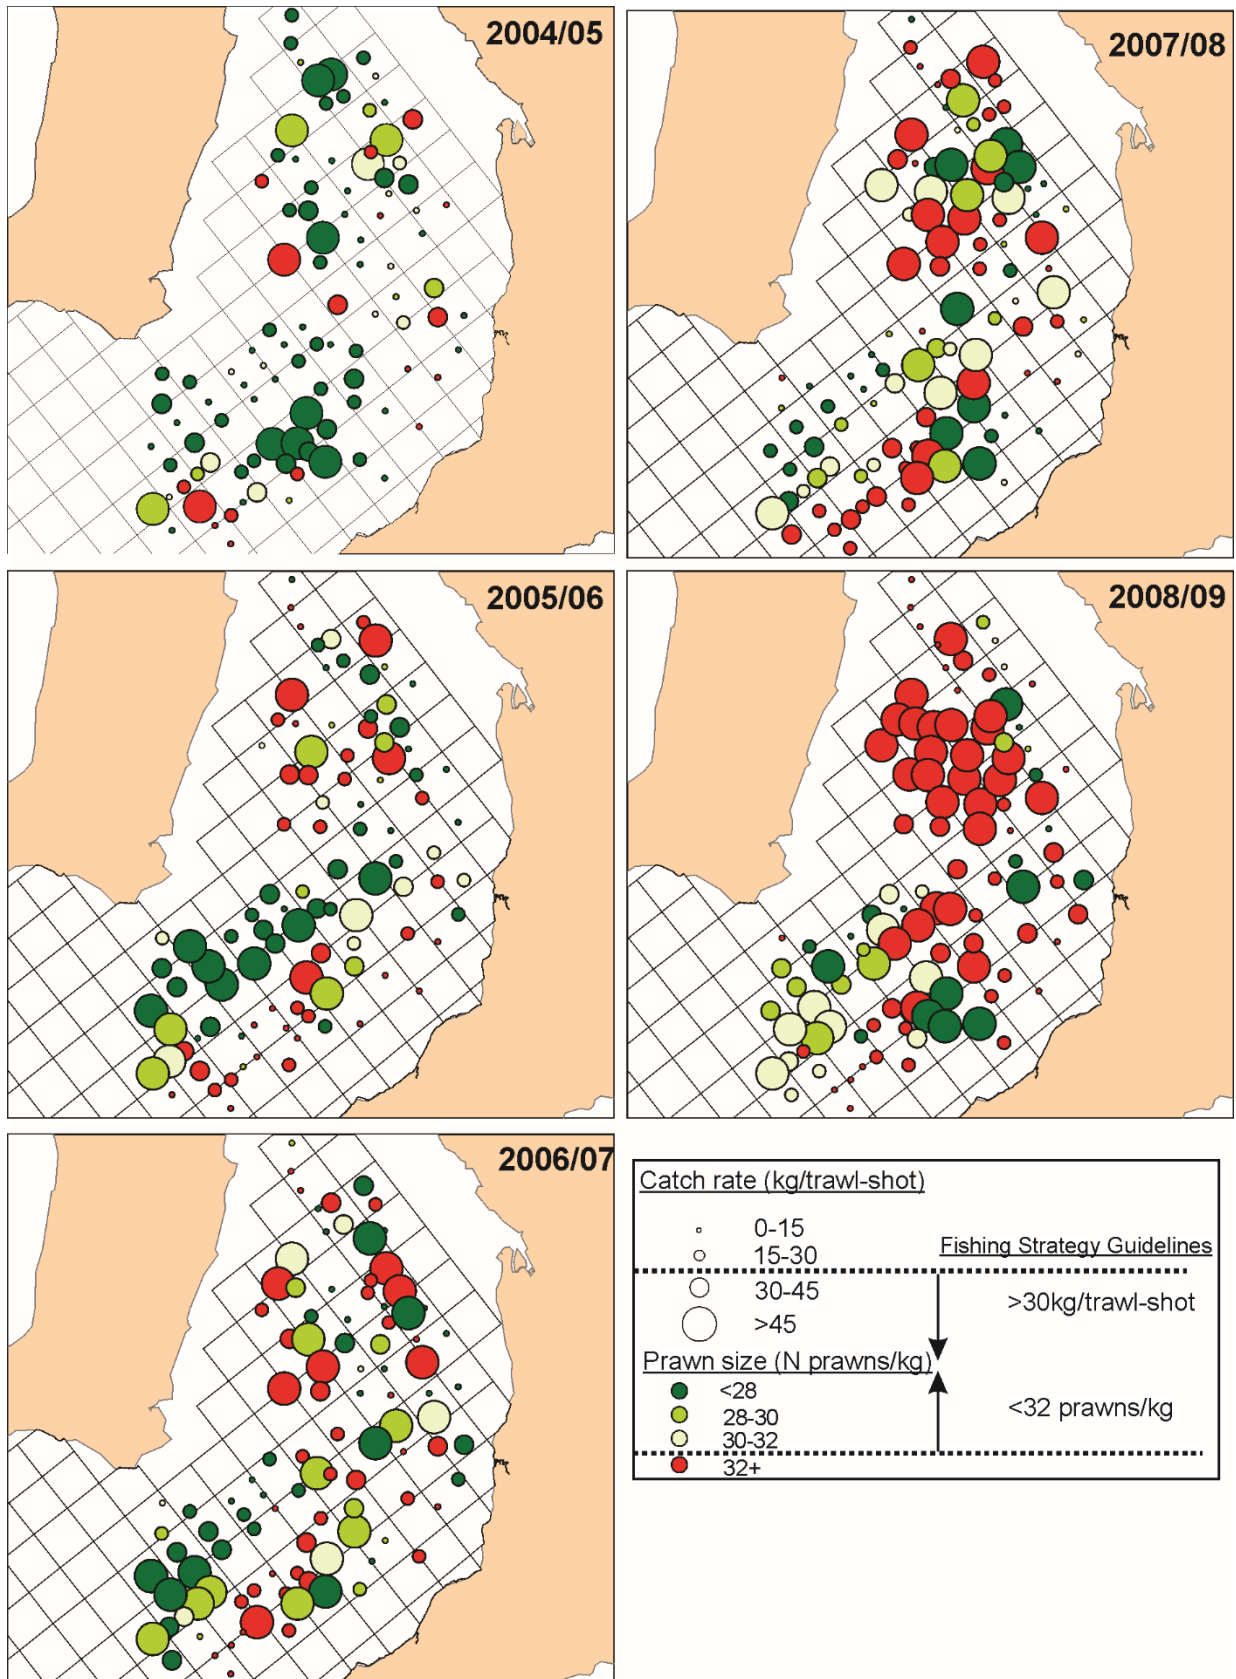 2004/05
2007/08
2005/06
2008/09
2006/07
Catch rate (kg/trawl-shot)
0-15
15-30
Fishing Strategy Guidelines
30-45
>30kg/trawl-shot
>45
Prawn size (N prawns/kg)
<28
<32 prawns/kg
28-30
30-32
32+